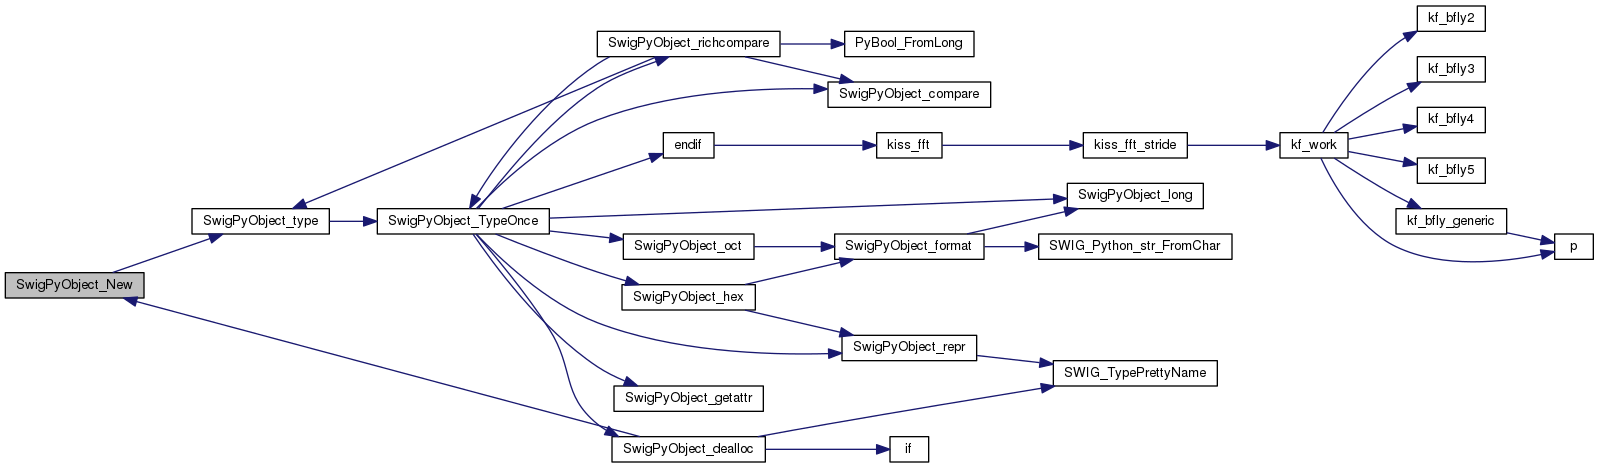 kf_bfly2
SwigPyObject_richcompare
PyBool_FromLong
kf_bfly3
SwigPyObject_compare
kf_bfly4
endif
kiss_fft
kiss_fft_stride
kf_work
kf_bfly5
SwigPyObject_long
SwigPyObject_type
SwigPyObject_TypeOnce
kf_bfly_generic
SwigPyObject_oct
SwigPyObject_format
SWIG_Python_str_FromChar
p
SwigPyObject_New
SwigPyObject_hex
SwigPyObject_repr
SWIG_TypePrettyName
SwigPyObject_getattr
SwigPyObject_dealloc
if